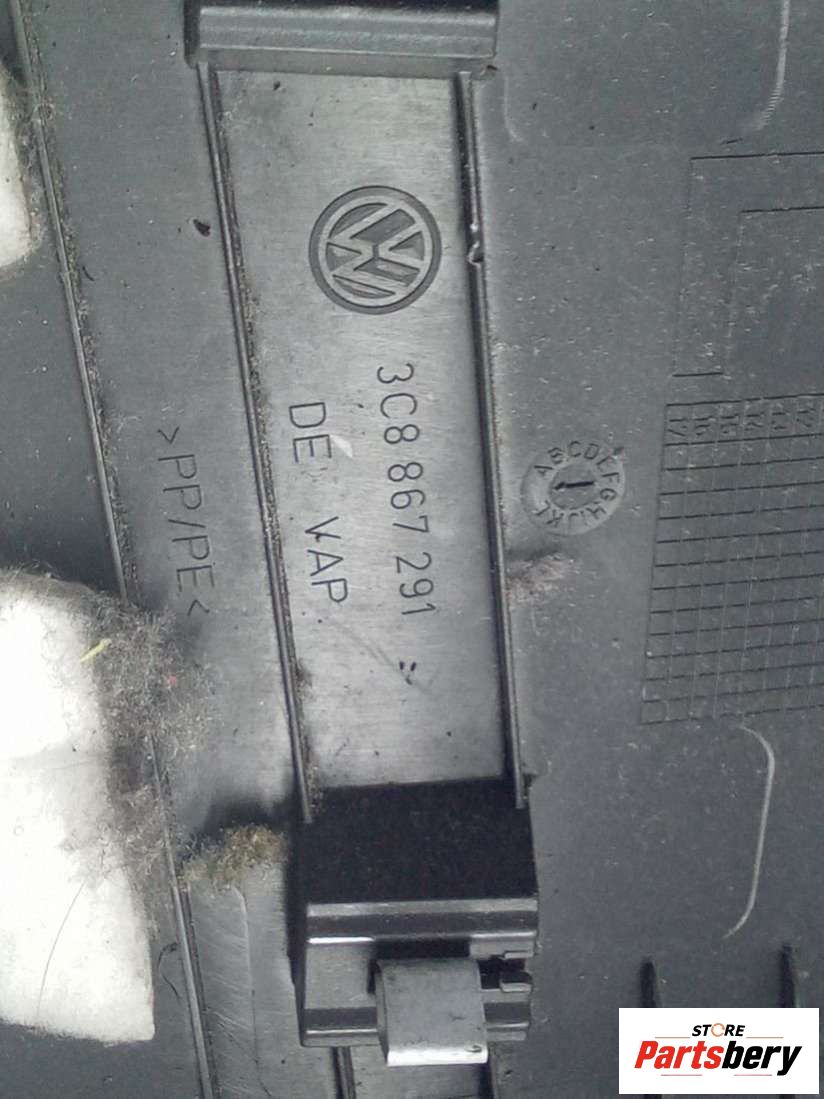 3C8 867 291
DE VAP
>PP/PE<
ABCDEFGHIJKL
STORE
Partsbery